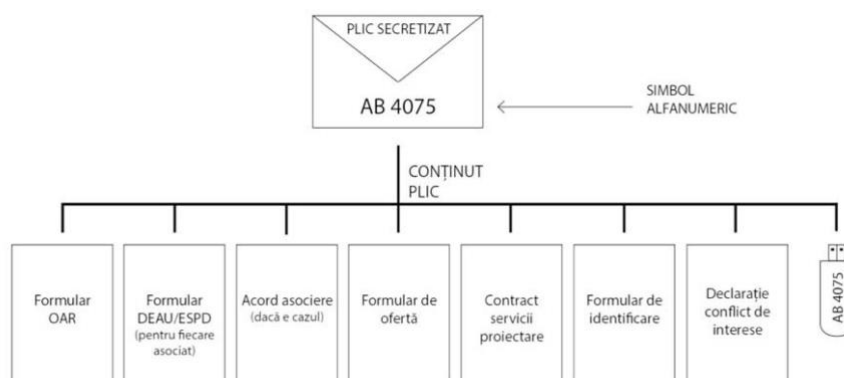 PLIC SECRETIZAT
AB 4075
SIMBOL
ALFANUMERIC
CONȚINUT
PLIC
Formular
OAR
Formular
DEAU/ESPD
(pentru fiecare
asociat)
Acord asociere
(dacă e cazul)
Formular de
ofertă
Contract
servicii
proiectare
Formular de
identificare
Declarație
conflict de
interese
AB 4075